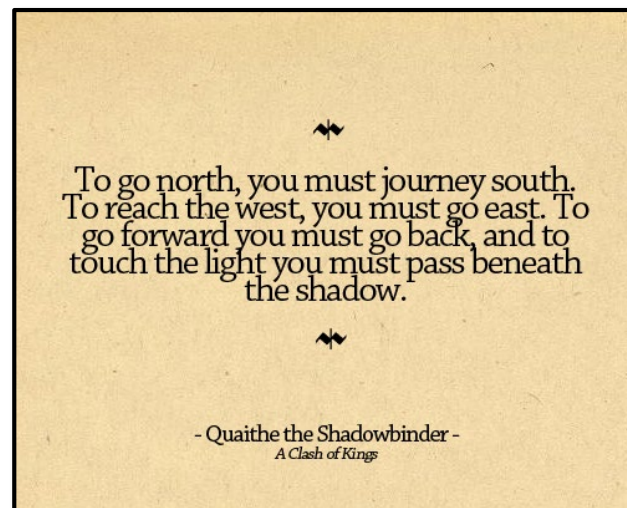 To go north, you must journey south.
To reach the west, you must go east. To
go forward you must go back, and to
touch the light you must pass beneath
the shadow.
- Quaithe the Shadowbinder -
A Clash of Kings